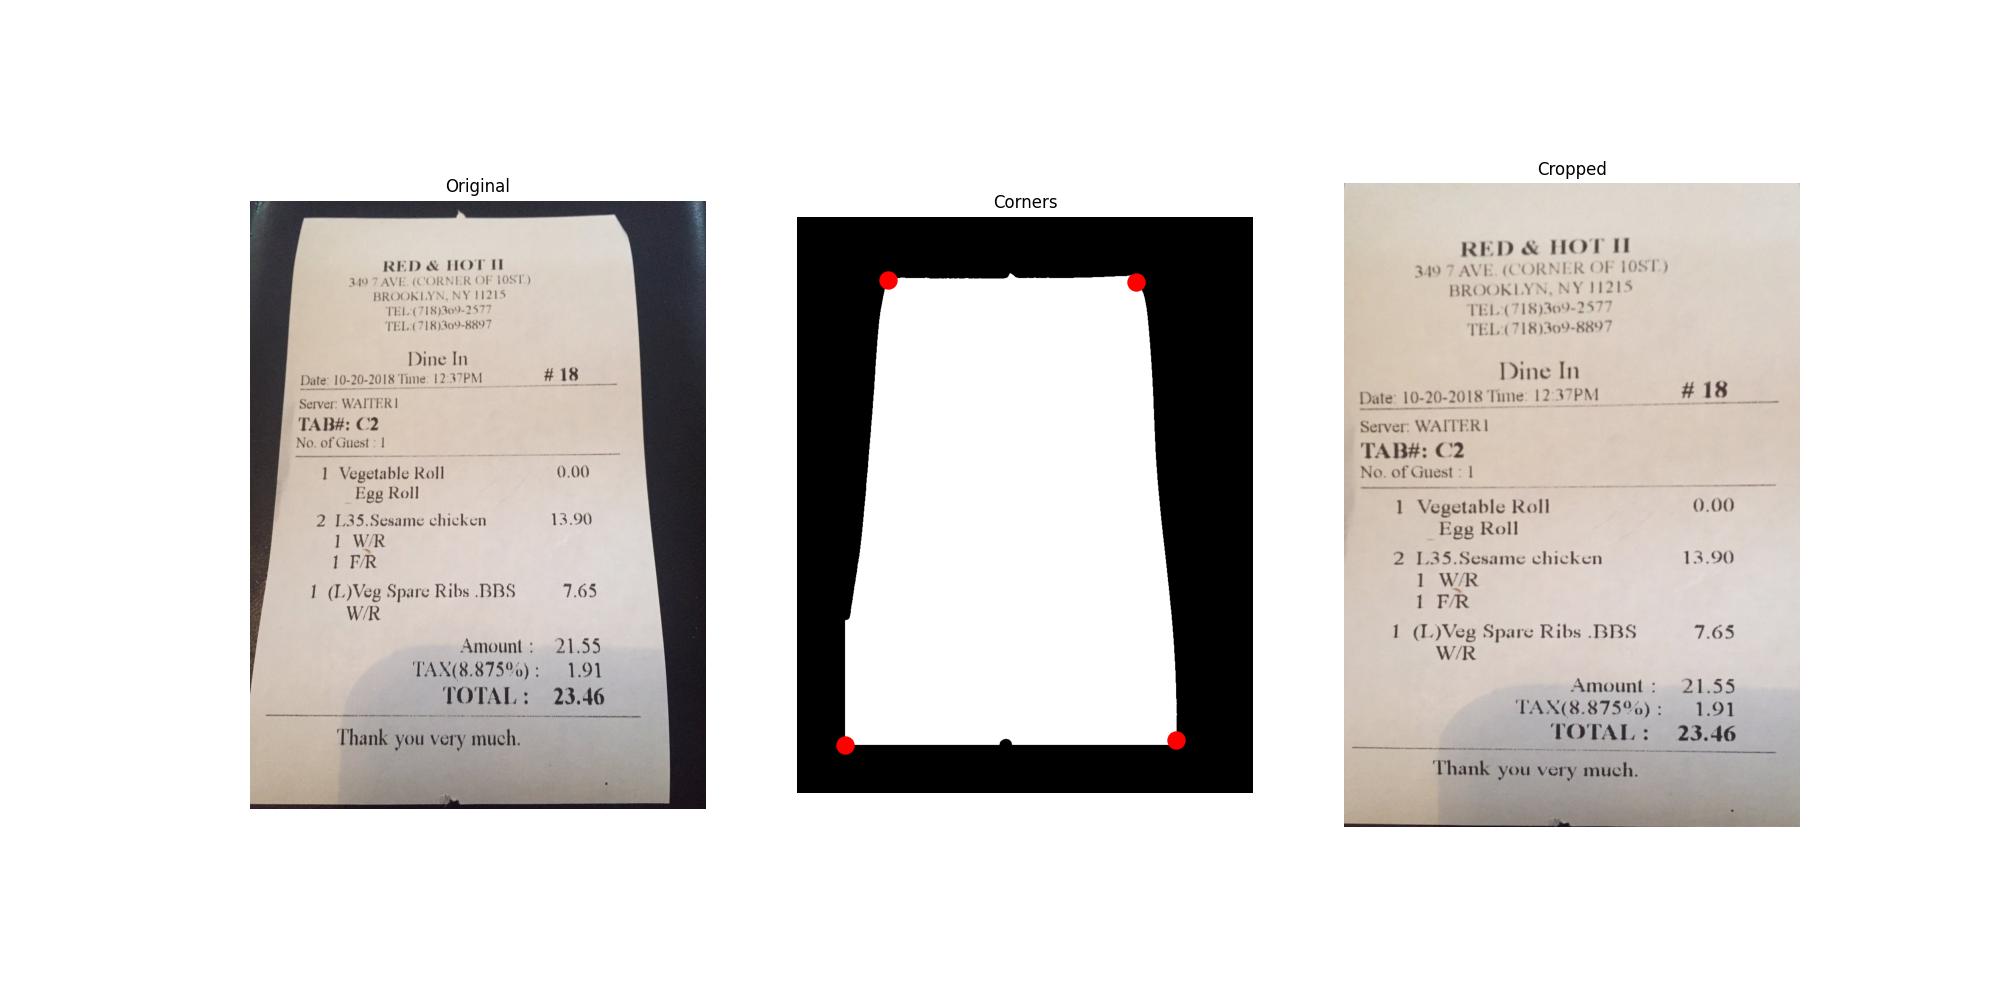 Original
RED & HOT II
349 7 AVE. (CORNER OF 10ST.)
BROOKLYN, NY 11215
TEL:(718)369-2577
TEL:(718)369-8897
Dine In
Date: 10-20-2018 Time: 12:37PM # 18
Server: WAITER1
TAB#: C2
No. of Guest : 1
1 Vegetable Roll 0.00
Egg Roll
2 L35.Sesame chicken 13.90
1 W/R
1 F/R
1 (L)Veg Spare Ribs .BBS 7.65
W/R
Amount : 21.55
TAX(8.875%) : 1.91
TOTAL : 23.46
Thank you very much.
Corners
Cropped
RED & HOT II
349 7 AVE. (CORNER OF 10ST.)
BROOKLYN, NY 11215
TEL:(718)369-2577
TEL:(718)369-8897
Dine In
Date: 10-20-2018 Time: 12:37PM # 18
Server: WAITER1
TAB#: C2
No. of Guest : 1
1 Vegetable Roll 0.00
Egg Roll
2 L35.Sesame chicken 13.90
1 W/R
1 F/R
1 (L)Veg Spare Ribs .BBS 7.65
W/R
Amount : 21.55
TAX(8.875%) : 1.91
TOTAL : 23.46
Thank you very much.